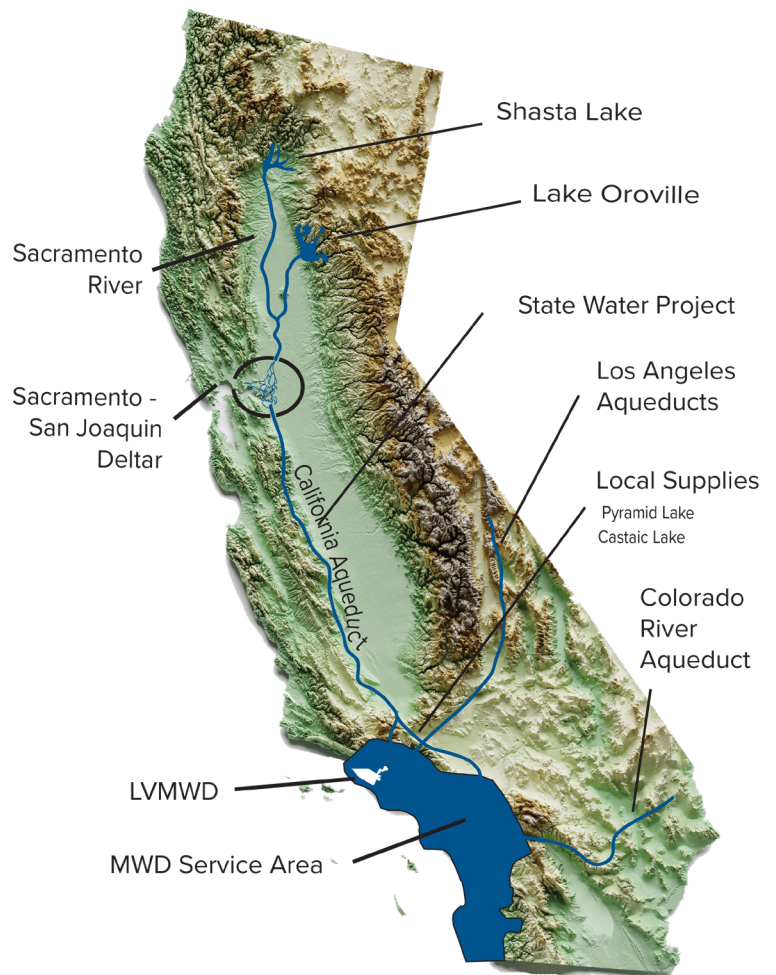 Shasta Lake
Lake Oroville
Sacramento
River
State Water Project
Los Angeles
Aqueducts
Sacramento -
San Joaquin
Deltar
California Aqueduct
Local Supplies
Pyramid Lake
Castaic Lake
Colorado
River
Aqueduct
LVMWD
MWD Service Area